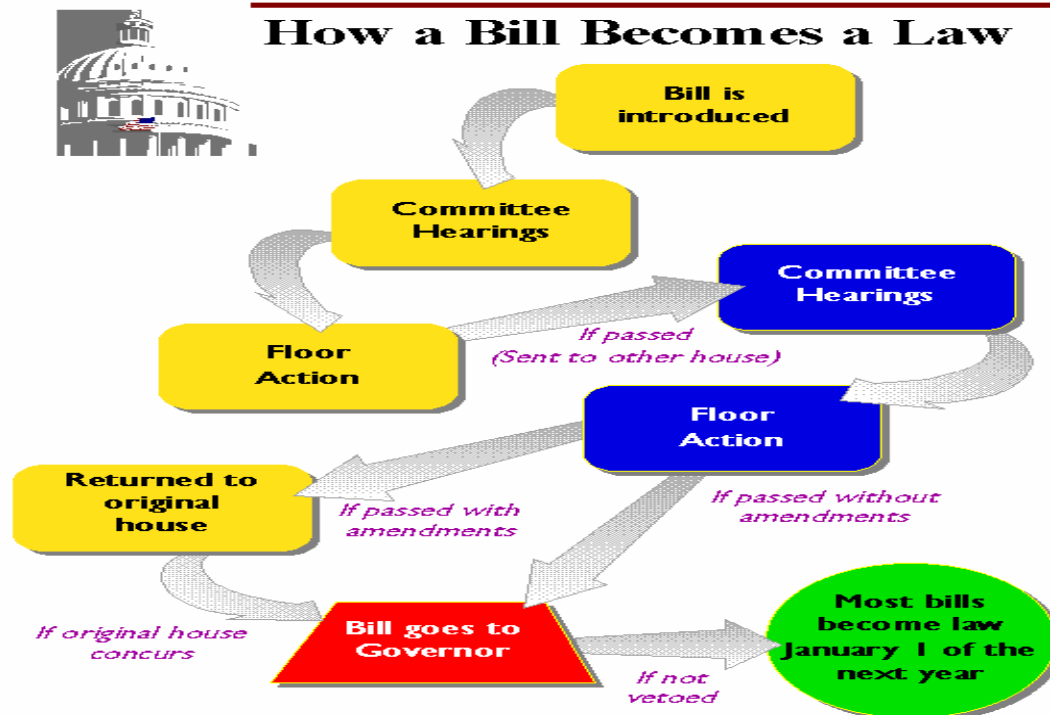 How a Bill Becomes a Law
Bill is
introduced
Committee
Hearings
Committee
Hearings
Floor
Action
If passed
(Sent to other house)
Floor
Action
Returned to
original
house
If passed with
amendments
If passed without
amendments
If original house
concurs
Bill goes to
Governor
If not
vetoed
Most bills
become law
January 1 of the
next year